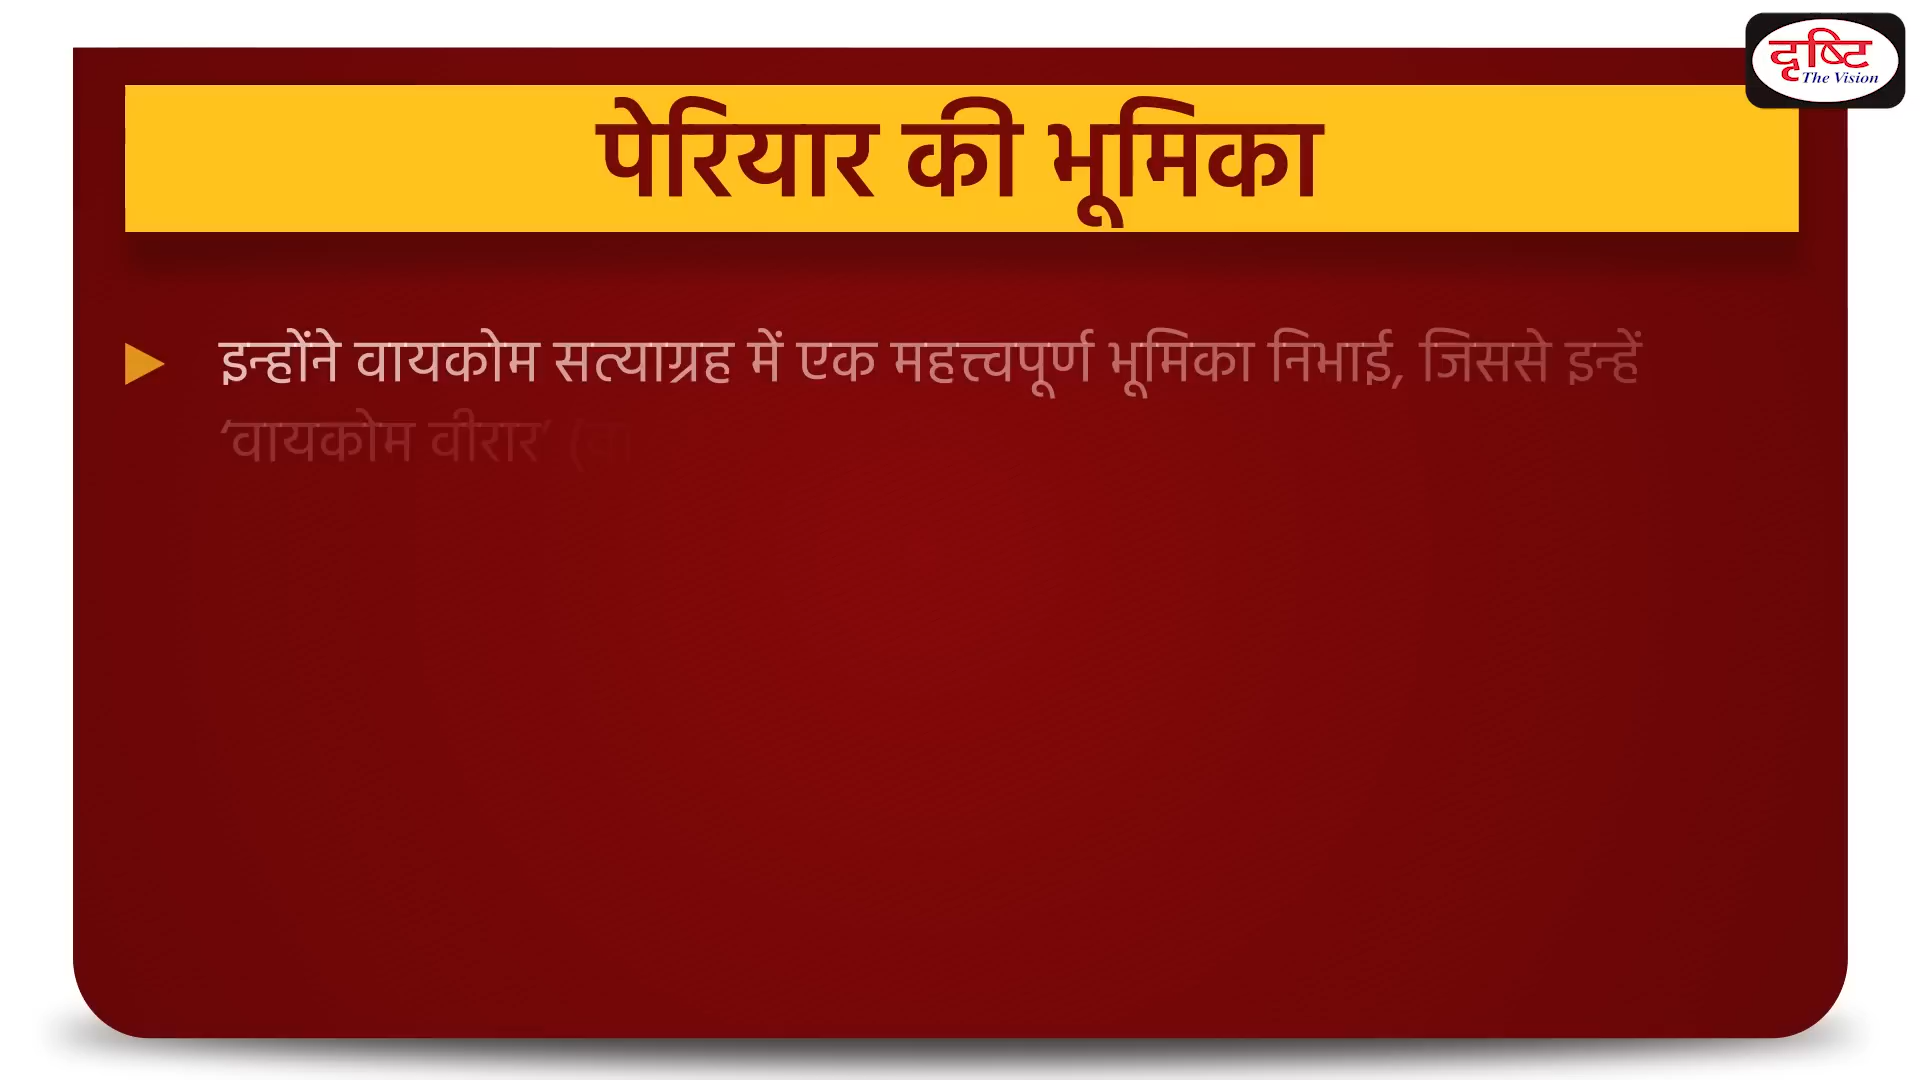 दृष्टि
The Vision
पेरियार की भूमिका
इन्होंने वायकोम सत्याग्रह में एक महत्त्वपूर्ण भूमिका निभाई, जिससे इन्हें
‘वायकोम वीरार’ (